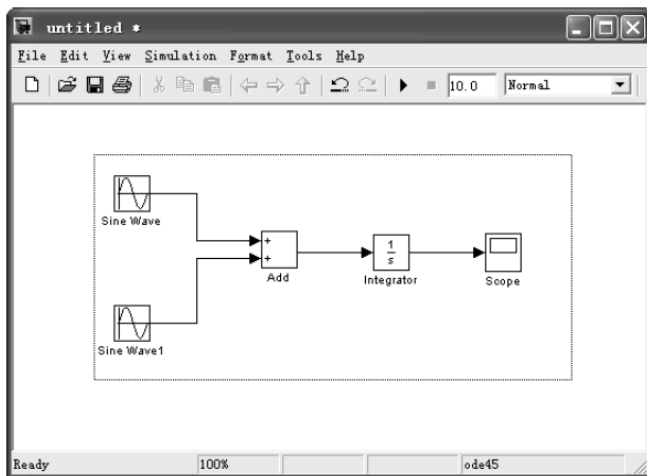 untitled *
File Edit View Simulation Format Tools Help
10.0 Normal
Sine Wave
+
+
Add
1
s
Integrator
Scope
Sine Wave1
Ready 100% ode45